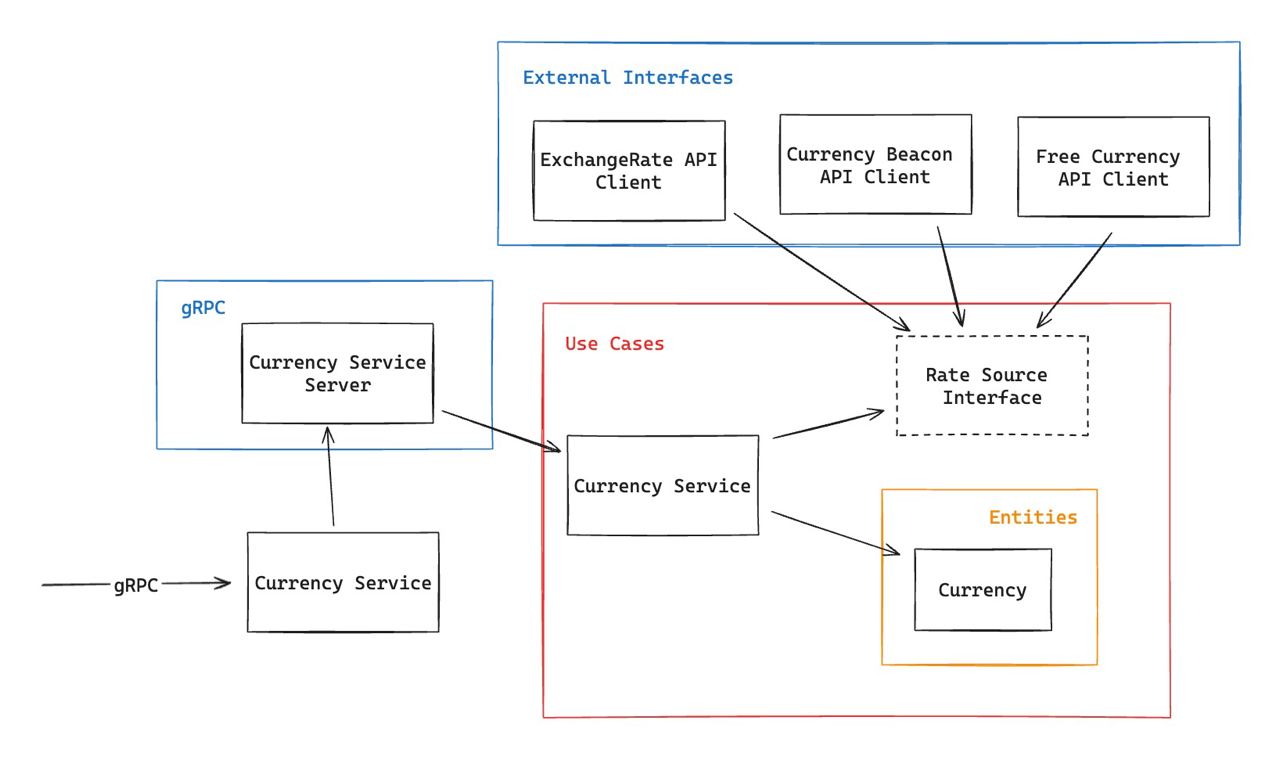 External Interfaces
ExchangeRate API
Client
Currency Beacon
API Client
Free Currency
API Client
gRPC
Currency Service
Server
Use Cases
Rate Source
Interface
Currency Service
Entities
Currency
gRPC
Currency Service